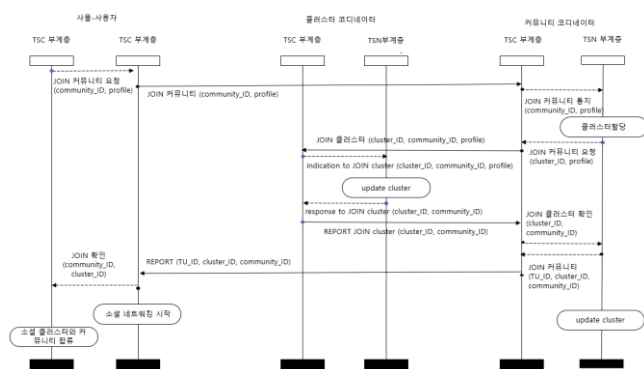 사물-사용자
클러스터 코디네이터
커뮤니티 코디네이터
TSC 부계층
TSC 부계층
TSC 부계층
TSN부계층
TSC 부계층
TSN 부계층
JOIN 커뮤니티 요청
(community_ID, profile)
JOIN 커뮤니티 (community_ID, profile)
JOIN 커뮤니티 통지
(community_ID, profile)
클러스터할당
JOIN 클러스터 (cluster_ID, community_ID, profile)
JOIN 커뮤니티 요청
(cluster_ID, profile)
indication to JOIN cluster (cluster_ID, community_ID, profile)
update cluster
response to JOIN cluster (cluster_ID, community_ID)
JOIN 클러스터 확인
(cluster_ID,
community_ID)
REPORT JOIN cluster (cluster_ID, community_ID)
JOIN 확인
(community_ID,
cluster_ID)
REPORT (TU_ID, cluster_ID, community_ID)
JOIN 커뮤니티
(TU_ID, cluster_ID,
community_ID)
소셜 네트워킹 시작
update cluster
소셜 클러스터와 커
뮤니티 합류